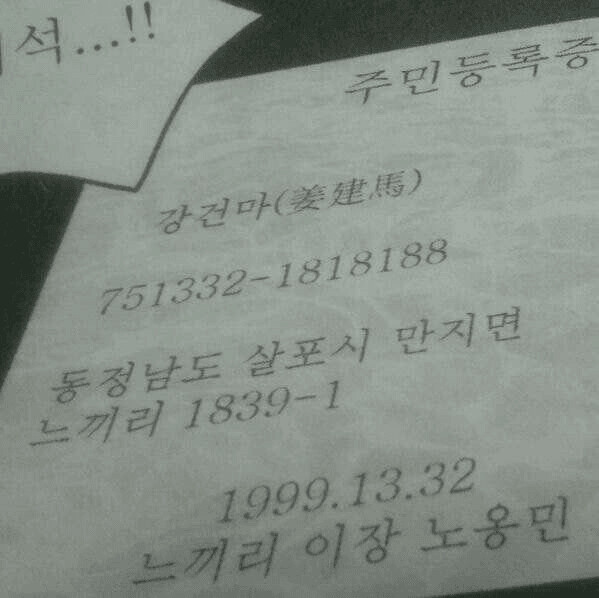 석...!!
주민등록증
강건마(姜建馬)
751332-1818188
동정남도 살포시 만지면
느끼리 1839-1
1999.13.32
느끼리 이장 노옹민